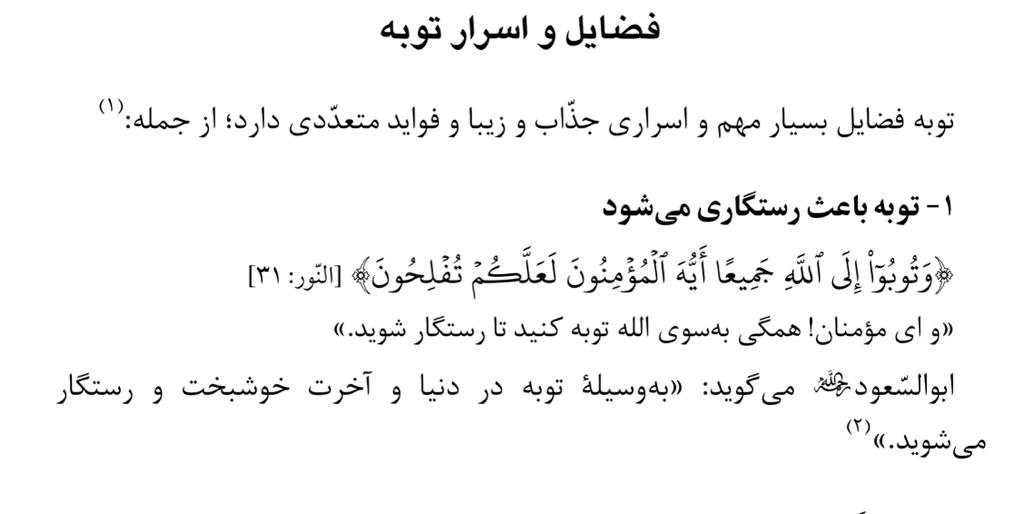 فضایل و اسرار توبه
توبه فضایل بسیار مهم و اسراری جذّاب و زیبا و فواید متعدّدی دارد؛ از جمله:(۱)
۱- توبه باعث رستگاری می‌شود
﴿وَتُوبُوٓاْ إِلَى ٱللَّهِ جَمِيعًا أَيُّهَ ٱلۡمُؤۡمِنُونَ لَعَلَّكُمۡ تُفۡلِحُونَ﴾ [النّور: ۳۱]
«و ای مؤمنان! همگی به‌سوی الله توبه کنید تا رستگار شوید.»
ابوالسّعود رحمه‌الله می‌گوید: «به‌وسیلهٔ توبه در دنیا و آخرت خوشبخت و رستگار
می‌شوید.»(۲)